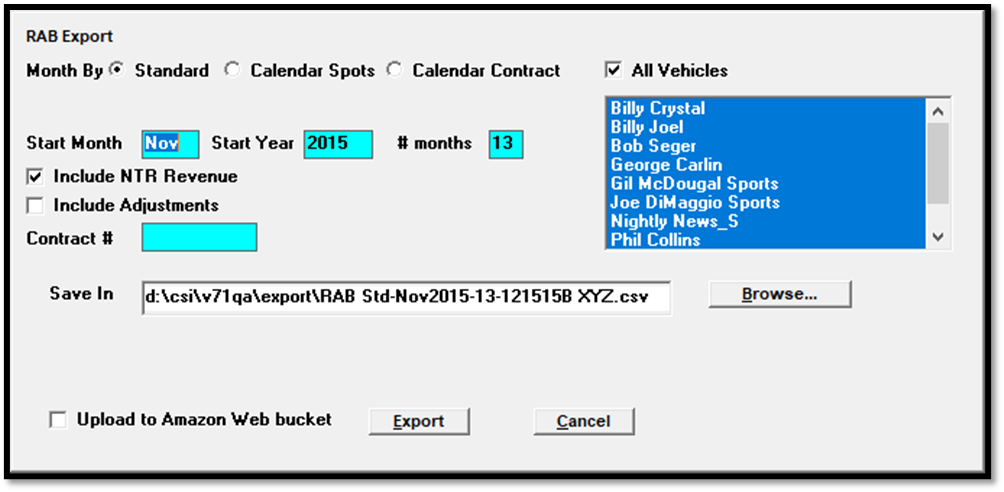 RAB Export
Month By Standard Calendar Spots Calendar Contract
All Vehicles
Billy Crystal
Billy Joel
Bob Seger
George Carlin
Gil McDougal Sports
Joe DiMaggio Sports
Nightly News_S
Phil Collins
Start Month Nov Start Year 2015 # months 13
Include NTR Revenue
Include Adjustments
Contract #
Save In d:\csi\v71qa\export\RAB Std-Nov2015-13-121515B XYZ.csv Browse...
Upload to Amazon Web bucket Export Cancel